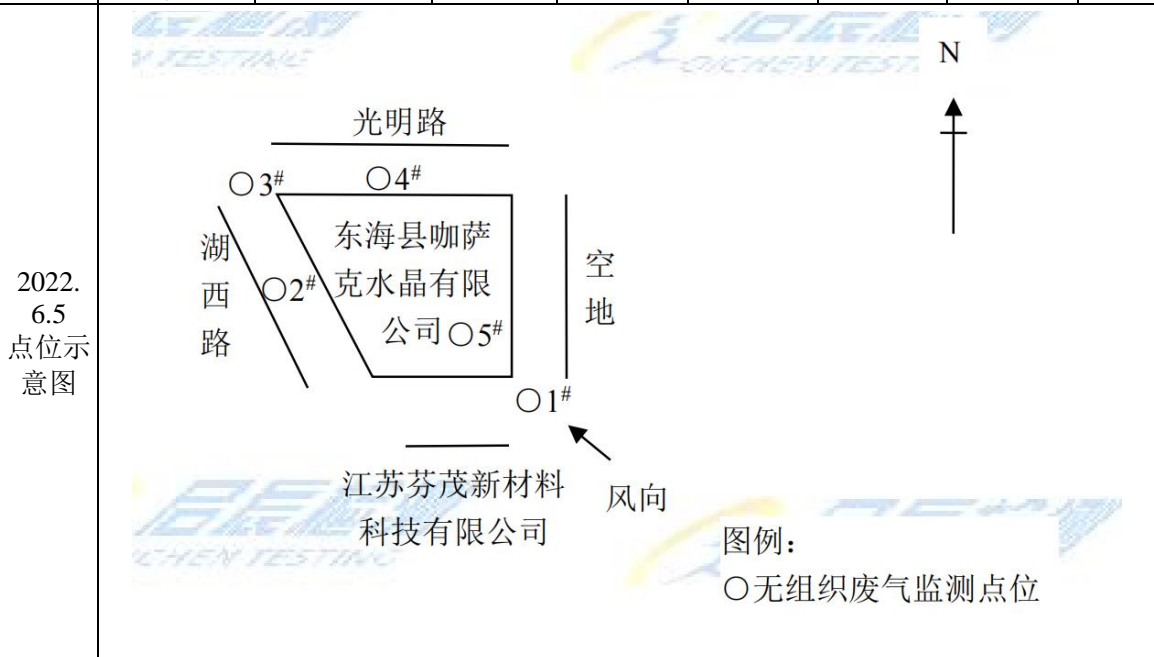 N
光明路
○3#
○4#
湖
西
路
○2#
东海县咖萨
克水晶有限
公司○5#
空
地
2022.
6.5
点位示
意图
○1#
江苏芬茂新材料
科技有限公司
风向
图例：
○无组织废气监测点位